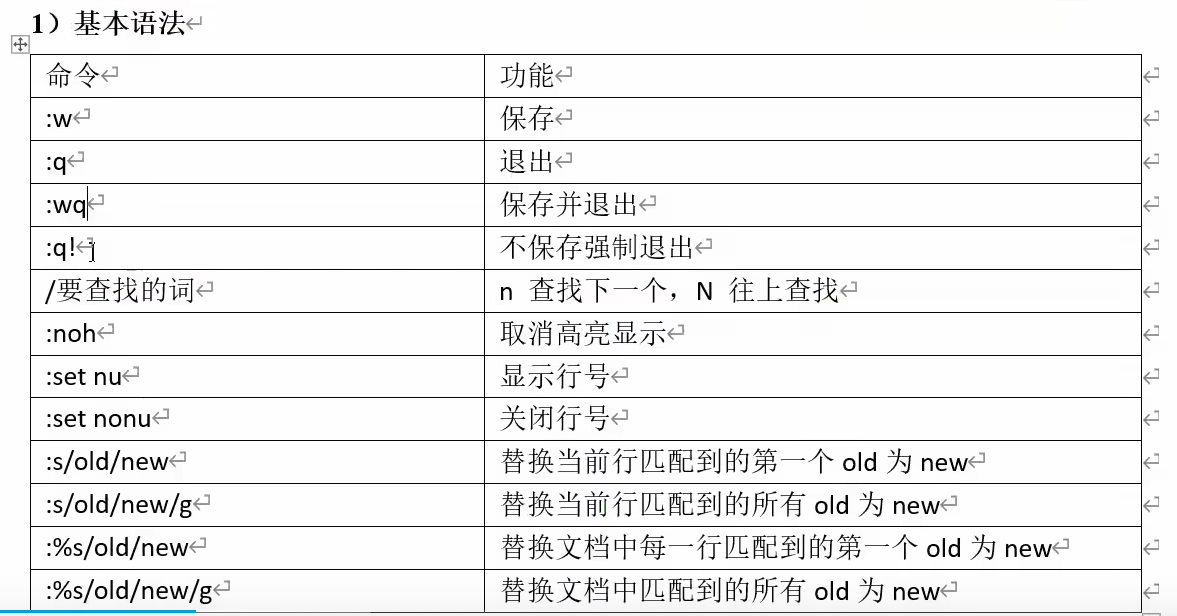 1）基本语法
命令 功能
:w 保存
:q 退出
:wq 保存并退出
:q! 不保存强制退出
/要查找的词 n 查找下一个，N 往上查找
:noh 取消高亮显示
:set nu 显示行号
:set nonu 关闭行号
:s/old/new 替换当前行匹配到的第一个 old 为 new
:s/old/new/g 替换当前行匹配到的所有 old 为 new
:%s/old/new 替换文档中每一行匹配到的第一个 old 为 new
:%s/old/new/g 替换文档中匹配到的所有 old 为 new